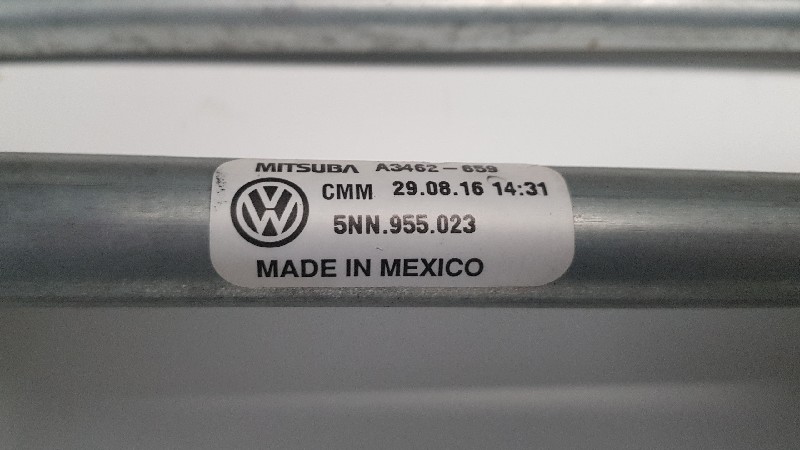 MITSUBA A3462-659
CMM 29.08.16 14:31
5NN.955.023
MADE IN MEXICO